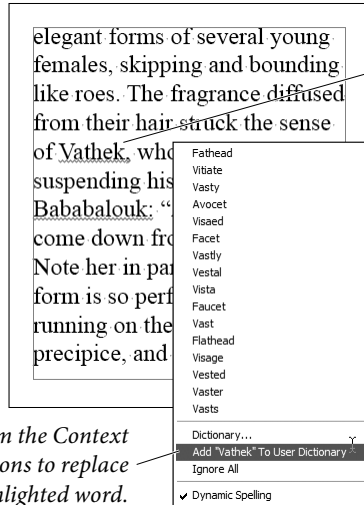 elegant forms of several young
females, skipping and bounding
like roes. The fragrance diffused
from their hair struck the sense
of Vathek, who
suspending his
Bababalouk: “
come down fro
Note her in par
form is so perf
running on the
precipice, and
Fathead
Vitiate
Vasty
Avocet
Visaed
Facet
Vastly
Vestal
Vista
Faucet
Vast
Flathead
Visage
Vested
Vaster
Vasts
Dictionary...
Add "Vathek" To User Dictionary
Ignore All
Dynamic Spelling
n the Context
ons to replace
hlighted word.